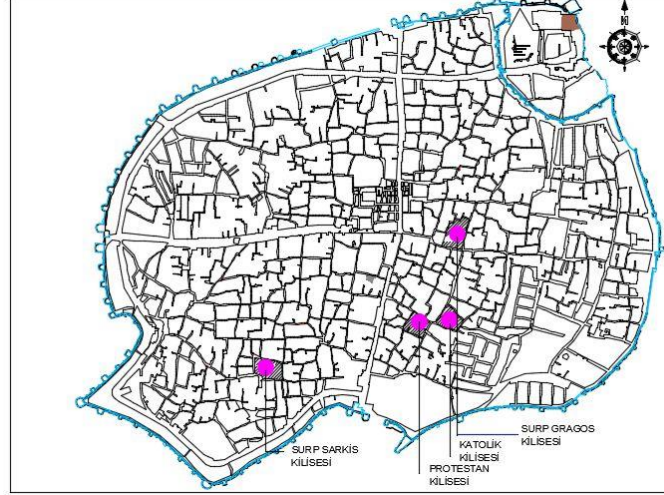 N
SURP SARKİS
KİLİSESİ
PROTESTAN
KİLİSESİ
KATOLİK
KİLİSESİ
SURP GRAGOS
KİLİSESİ